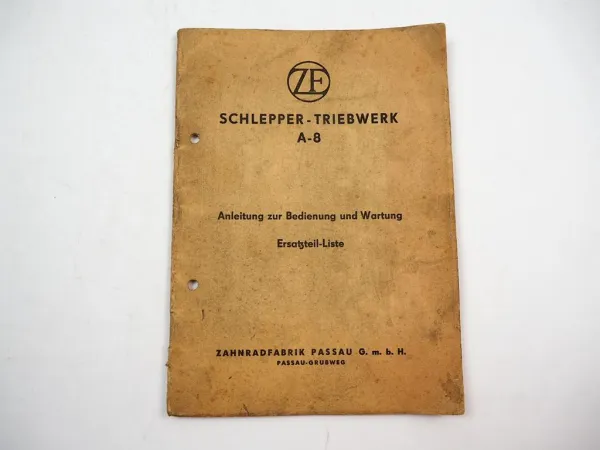 ZF
SCHLEPPER-TRIEBWERK
A-8
Anleitung zur Bedienung und Wartung
Ersatzteil-Liste
ZAHNRADFABRIK PASSAU G. m. b. H.
PASSAU-GRUBWEG